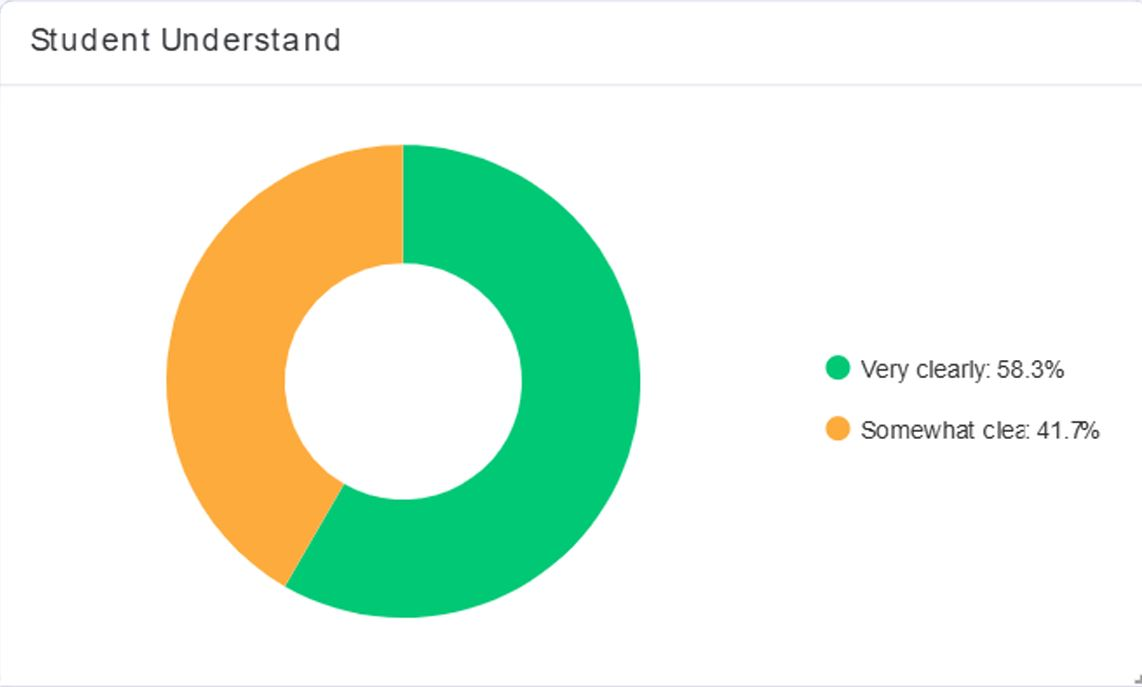 Student Understand
Very clearly: 58.3%
Somewhat clea: 41.7%